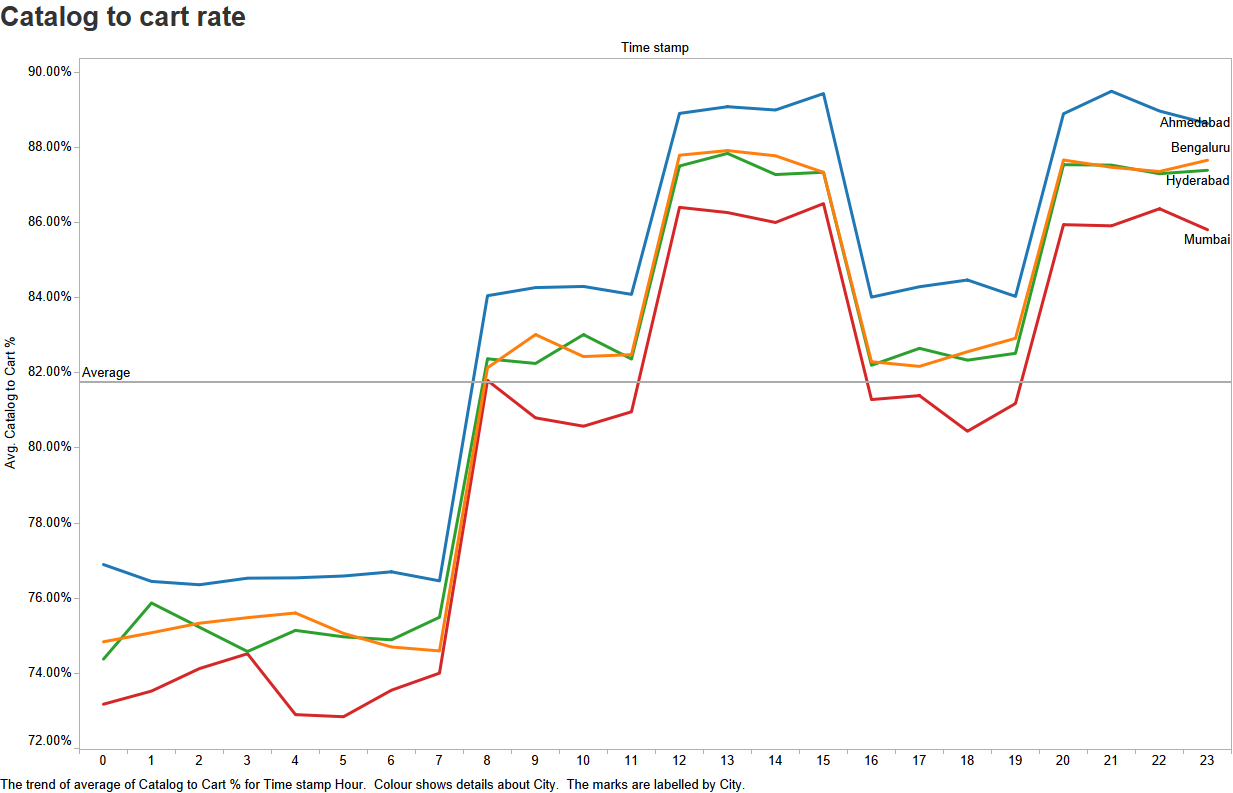 Catalog to cart rate
Time stamp
90.00%
88.00%
86.00%
84.00%
82.00%
80.00%
78.00%
76.00%
74.00%
72.00%
Avg. Catalog to Cart %
Average
Ahmedabad
Bengaluru
Hyderabad
Mumbai
0 1 2 3 4 5 6 7 8 9 10 11 12 13 14 15 16 17 18 19 20 21 22 23
The trend of average of Catalog to Cart % for Time stamp Hour.  Colour shows details about City.  The marks are labelled by City.